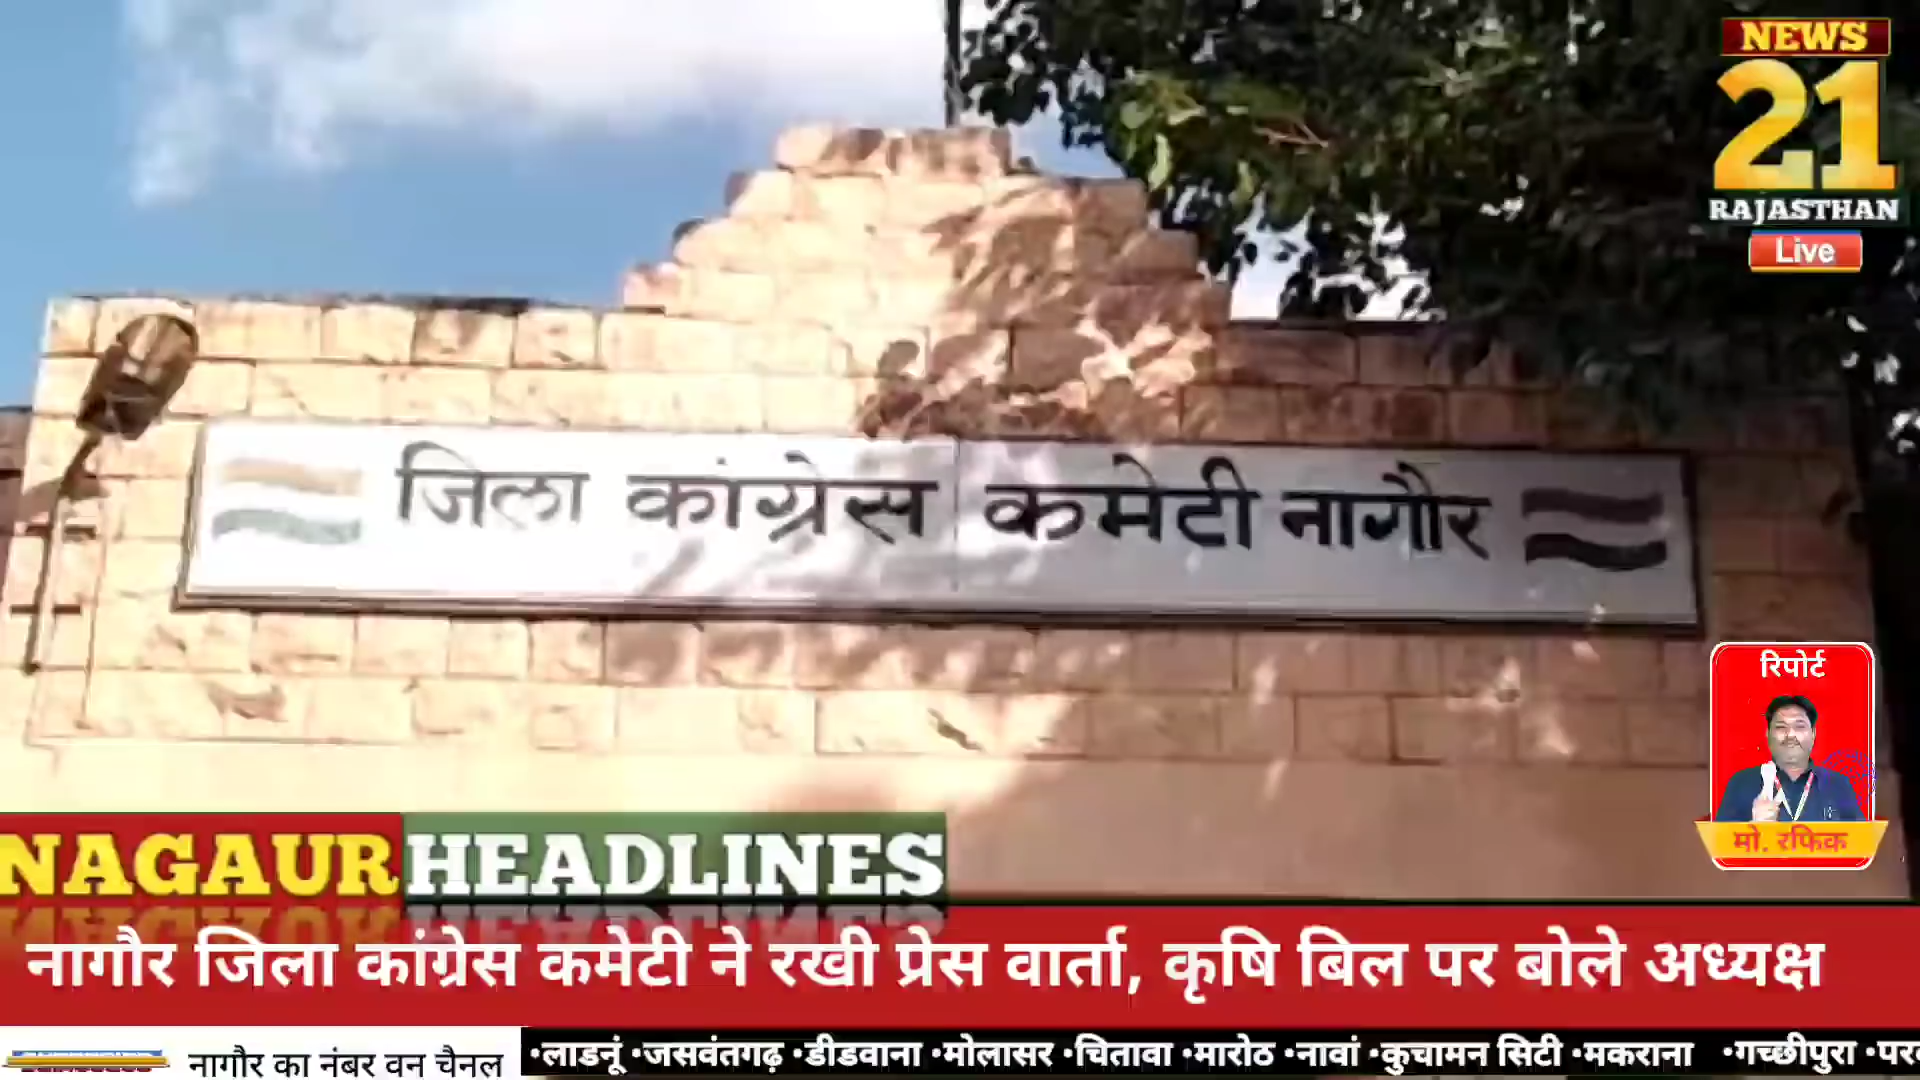 NEWS
21
RAJASTHAN
Live
जिला कांग्रेस कमेटी नागौर
रिपोर्ट
मो. रफिक
NAGAUR HEADLINES
नागौर जिला कांग्रेस कमेटी ने रखी प्रेस वार्ता, कृषि बिल पर बोले अध्यक्ष
नागौर का नंबर वन चैनल
•लाडनूं •जसवंतगढ़ •डीडवाना •मोलासर •चितावा •मारोठ •नावां •कुचामन सिटी •मकराना •गच्छीपुरा